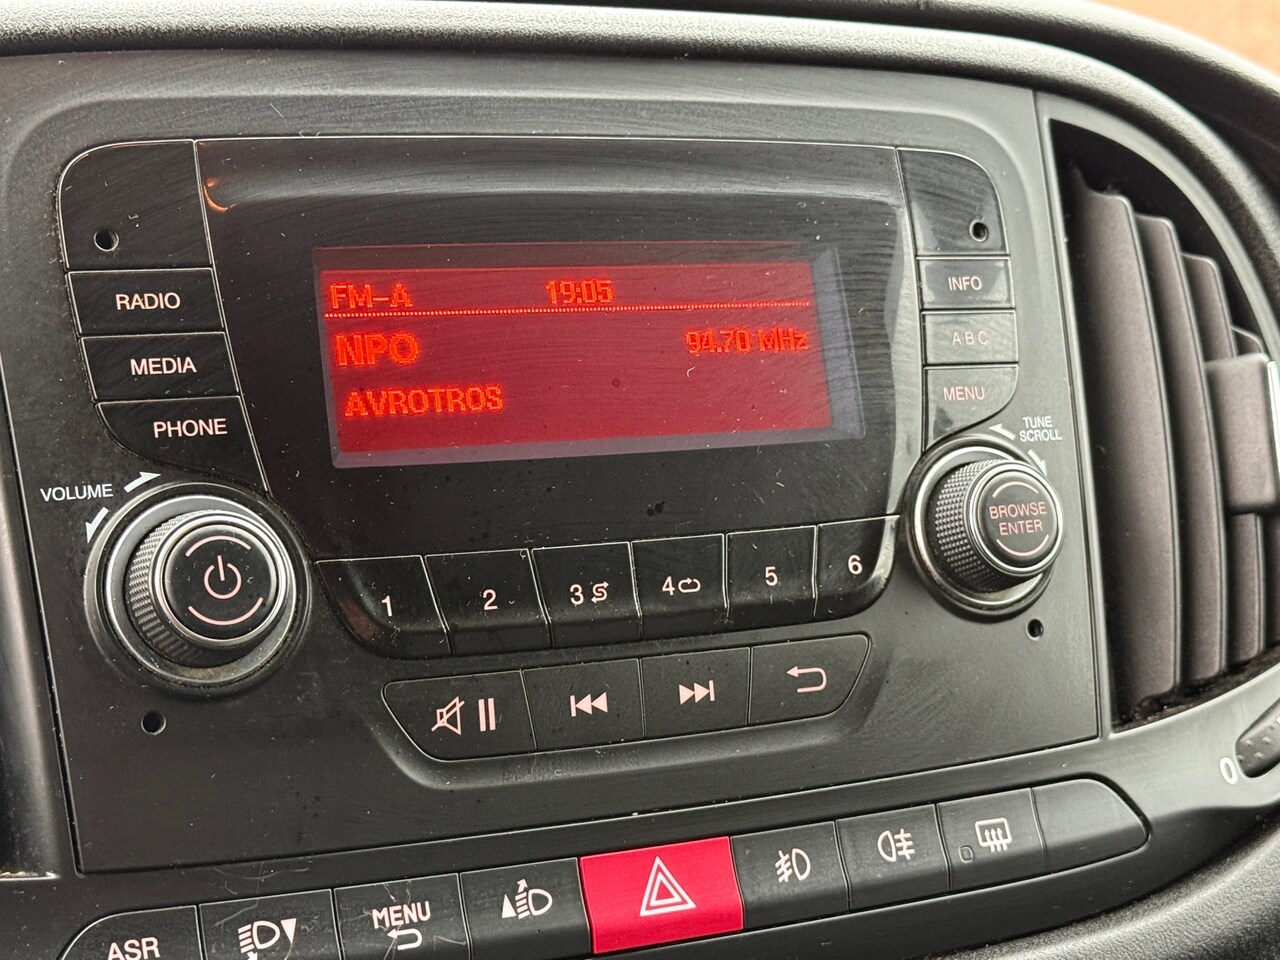 RADIO
MEDIA
PHONE
VOLUME
FM-A 19:05
NPO 94.70 MHz
AVROTROS
INFO
A·B·C
MENU
TUNE
SCROLL
BROWSE
ENTER
1 2 3 4 5 6
ASR
MENU
0